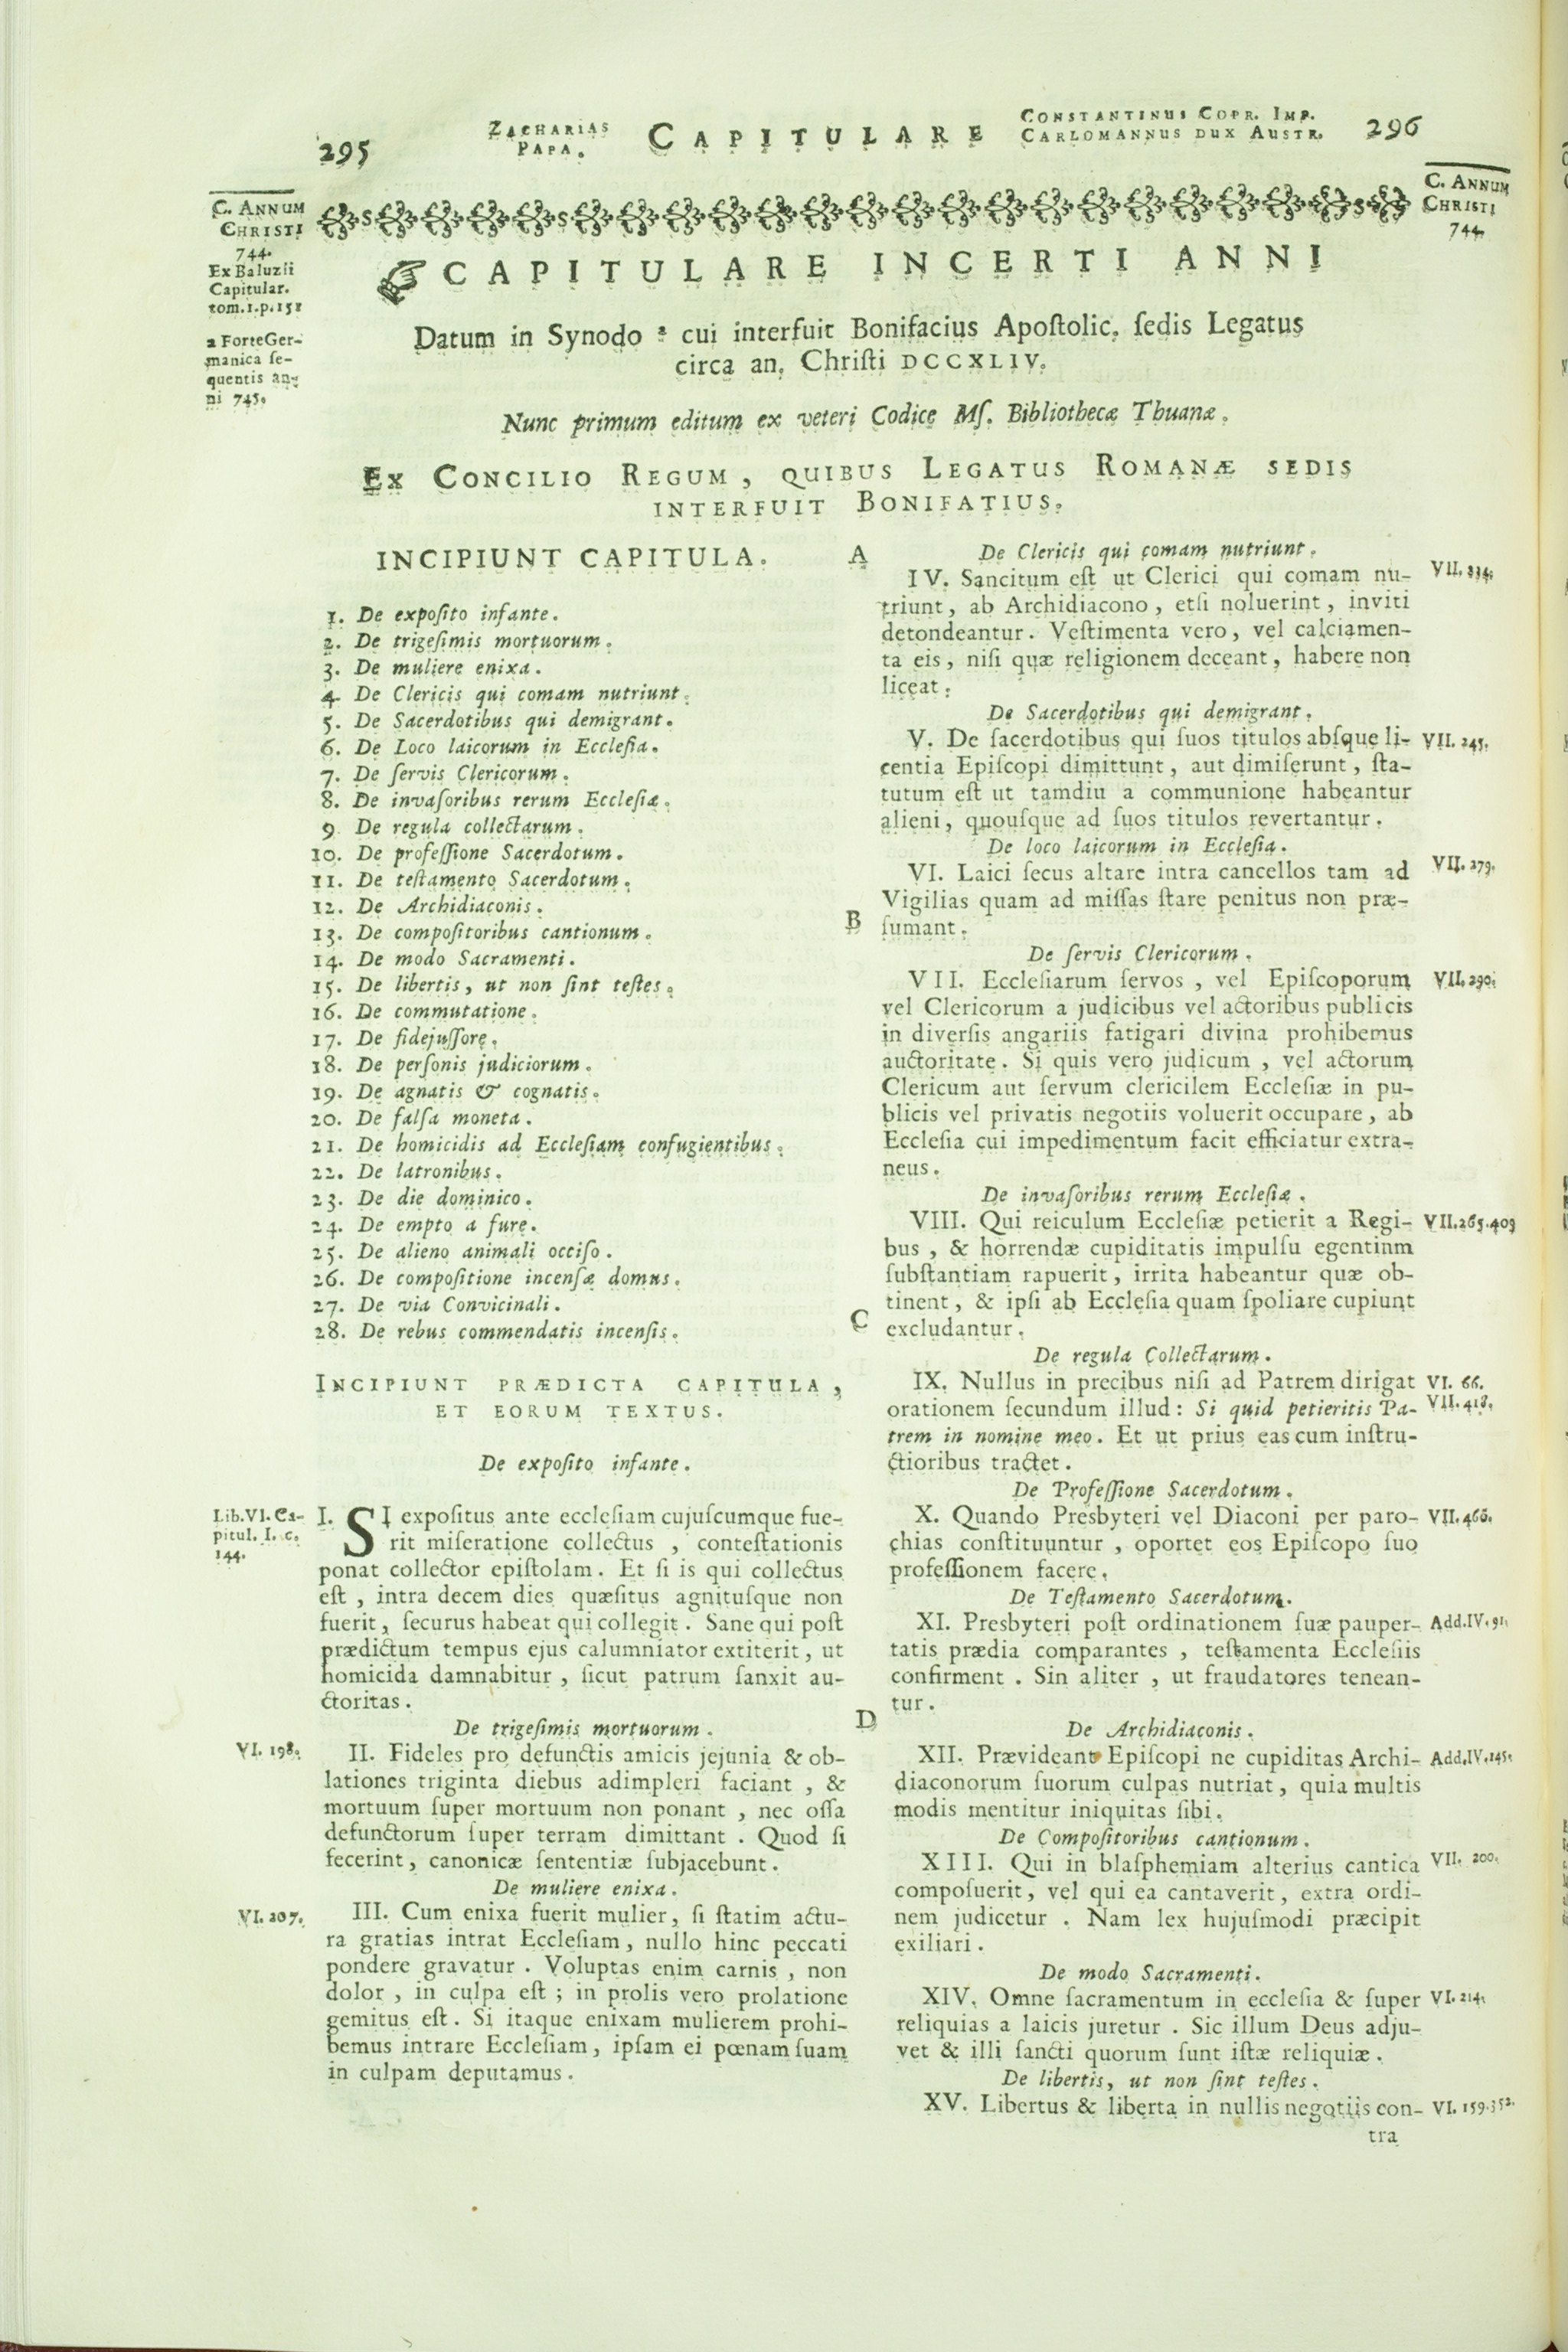 295
ZACHARIAS
PAPA.
CAPITULARE
CONSTANTINUS COPR. IMP.
CARLOMANNUS DUX AUSTR.
296
C. ANNUM
CHRISTI
744.
Ex Baluzii
Capitular.
tom.1.p.151
a Forte Ger-
manica se-
quentis an-
ni 745.
C. ANNUM
CHRISTI
744.
CAPITULARE INCERTI ANNI
Datum in Synodo a cui interfuit Bonifacius Apoſtolic. ſedis Legatus
circa an. Chriſti DCCXLIV.
Nunc primum editum ex veteri Codice Mſ. Bibliothecæ Thuanæ.
EX CONCILIO REGUM, QUIBUS LEGATUS ROMANÆ SEDIS
INTERFUIT BONIFATIUS.
INCIPIUNT CAPITULA.
1. De expoſito infante.
2. De trigeſimis mortuorum.
3. De muliere enixa.
4. De Clericis qui comam nutriunt.
5. De Sacerdotibus qui demigrant.
6. De Loco laicorum in Eccleſia.
7. De ſervis Clericorum.
8. De invaſoribus rerum Eccleſiæ.
9. De regula collectarum.
10. De profeſſione Sacerdotum.
11. De teſtamento Sacerdotum.
12. De Archidiaconis.
13. De compoſitoribus cantionum.
14. De modo Sacramenti.
15. De libertis, ut non ſint teſtes.
16. De commutatione.
17. De fidejuſſore.
18. De perſonis judiciorum.
19. De agnatis & cognatis.
20. De falſa moneta.
21. De homicidis ad Eccleſiam confugientibus.
22. De latronibus.
23. De die dominico.
24. De empto a fure.
25. De alieno animali occiſo.
26. De compoſitione incenſæ domus.
27. De via Convicinali.
28. De rebus commendatis incenſis.
INCIPIUNT PRÆDICTA CAPITULA,
ET EORUM TEXTUS.
De expoſito infante.
Lib.VI. Ca-
pitul. I. c.
144.
I. SI expoſitus ante eccleſiam cujuſcumque fue-
rit miſeratione collectus, conteſtationis
ponat collector epiſtolam. Et ſi is qui collectus
eſt, intra decem dies quæſitus agnituſque non
fuerit, ſecurus habeat qui collegit. Sane qui poſt
prædictum tempus ejus calumniator extiterit, ut
homicida damnabitur, ſicut patrum ſanxit au-
ctoritas.
De trigeſimis mortuorum.
VI. 198.
II. Fideles pro defunctis amicis jejunia & ob-
lationes triginta diebus adimpleri faciant, &
mortuum ſuper mortuum non ponant, nec oſſa
defunctorum ſuper terram dimittant. Quod ſi
fecerint, canonicæ ſententiæ ſubjacebunt.
De muliere enixa.
VI. 207.
III. Cum enixa fuerit mulier, ſi ſtatim actu-
ra gratias intrat Eccleſiam, nullo hinc peccati
pondere gravatur. Voluptas enim carnis, non
dolor, in culpa eſt; in prolis vero prolatione
gemitus eſt. Si itaque enixam mulierem prohi-
bemus intrare Eccleſiam, ipſam ei pœnam ſuam
in culpam deputamus.
A
B
C
D
De Clericis qui comam nutriunt.
IV. Sancitum eſt ut Clerici qui comam nu- VII. 334.
triunt, ab Archidiacono, etſi noluerint, inviti
detondeantur. Veſtimenta vero, vel calciamen-
ta eis, niſi quæ religionem deceant, habere non
liceat.
De Sacerdotibus qui demigrant.
V. De ſacerdotibus qui ſuos titulos abſque li- VII. 245.
centia Epiſcopi dimittunt, aut dimiſerunt, ſta-
tutum eſt ut tamdiu a communione habeantur
alieni, quouſque ad ſuos titulos revertantur.
De loco laicorum in Eccleſia.
VI. Laici ſecus altare intra cancellos tam ad VII. 279.
Vigilias quam ad miſſas ſtare penitus non præ-
ſumant.
De ſervis Clericorum.
VII. Eccleſiarum ſervos, vel Epiſcoporum VII. 290.
vel Clericorum a judicibus vel actoribus publicis
in diverſis angariis fatigari divina prohibemus
auctoritate. Si quis vero judicum, vel actorum
Clericum aut ſervum clericilem Eccleſiæ in pu-
blicis vel privatis negotiis voluerit occupare, ab
Eccleſia cui impedimentum facit efficiatur extra-
neus.
De invaſoribus rerum Eccleſiæ.
VIII. Qui reiculum Eccleſiæ petierit a Regi- VII.265.403
bus, & horrendæ cupiditatis impulſu egentinm
ſubſtantiam rapuerit, irrita habeantur quæ ob-
tinent, & ipſi ab Eccleſia quam ſpoliare cupiunt
excludantur.
De regula Collectarum.
IX. Nullus in precibus niſi ad Patrem dirigat VI. 66.
orationem ſecundum illud: Si quid petieritis Pa- VII. 418.
trem in nomine meo. Et ut prius eas cum inſtru-
ctioribus tractet.
De Profeſſione Sacerdotum.
X. Quando Presbyteri vel Diaconi per paro- VII. 466.
chias conſtituuntur, oportet eos Epiſcopo ſuo
profeſſionem facere.
De Teſtamento Sacerdotum.
XI. Presbyteri poſt ordinationem ſuæ pauper- Add.IV.91.
tatis prædia comparantes, teſtamenta Eccleſiis
confirment. Sin aliter, ut fraudatores tenean-
tur.
De Archidiaconis.
XII. Prævideant Epiſcopi ne cupiditas Archi- Add.IV.145.
diaconorum ſuorum culpas nutriat, quia multis
modis mentitur iniquitas ſibi.
De Compoſitoribus cantionum.
XIII. Qui in blaſphemiam alterius cantica VII. 200.
compoſuerit, vel qui ea cantaverit, extra ordi-
nem judicetur. Nam lex hujuſmodi præcipit
exiliari.
De modo Sacramenti.
XIV. Omne ſacramentum in eccleſia & ſuper VI. 214.
reliquias a laicis juretur. Sic illum Deus adju-
vet & illi ſancti quorum ſunt iſtæ reliquiæ.
De libertis, ut non ſint teſtes.
XV. Libertus & liberta in nullis negotiis con- VI. 159.352.
tra